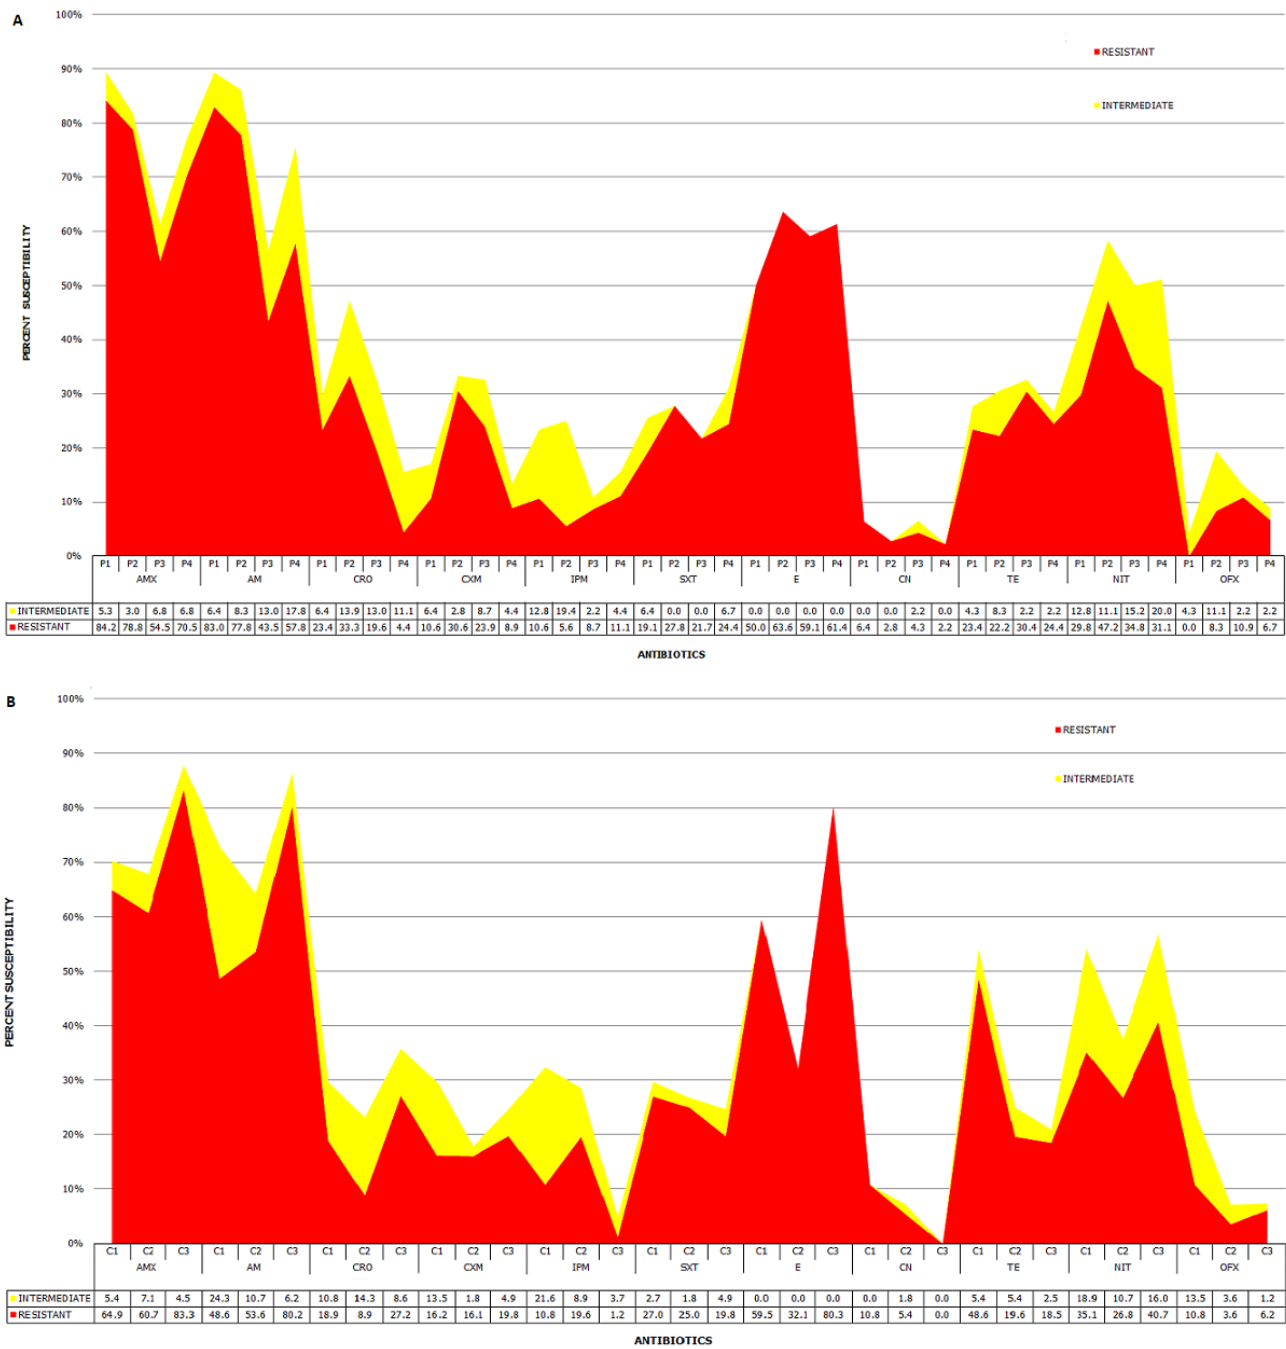 A
100%
RESISTANT
90%
INTERMEDIATE
80%
70%
60%
50%
40%
30%
20%
10%
0%
PERCENT SUSCEPTIBILITY
P1 P2 P3 P4 P1 P2 P3 P4 P1 P2 P3 P4 P1 P2 P3 P4 P1 P2 P3 P4 P1 P2 P3 P4 P1 P2 P3 P4 P1 P2 P3 P4 P1 P2 P3 P4 P1 P2 P3 P4 P1 P2 P3 P4
AMX AM CRO CXM IPM SXT E CN TE NIT OFX
INTERMEDIATE 5.3 3.0 6.8 6.8 6.4 8.3 13.0 17.8 6.4 13.9 13.0 11.1 6.4 2.8 8.7 4.4 12.8 19.4 2.2 4.4 6.4 0.0 0.0 6.7 0.0 0.0 0.0 0.0 0.0 0.0 2.2 0.0 4.3 8.3 2.2 2.2 12.8 11.1 15.2 20.0 4.3 11.1 2.2 2.2
RESISTANT 84.2 78.8 54.5 70.5 83.0 77.8 43.5 57.8 23.4 33.3 19.6 4.4 10.6 30.6 23.9 8.9 10.6 5.6 8.7 11.1 19.1 27.8 21.7 24.4 50.0 63.6 59.1 61.4 6.4 2.8 4.3 2.2 23.4 22.2 30.4 24.4 29.8 47.2 34.8 31.1 0.0 8.3 10.9 6.7
ANTIBIOTICS
B
100%
RESISTANT
90%
INTERMEDIATE
80%
70%
60%
50%
40%
30%
20%
10%
0%
PERCENT SUSCEPTIBILITY
C1 C2 C3 C1 C2 C3 C1 C2 C3 C1 C2 C3 C1 C2 C3 C1 C2 C3 C1 C2 C3 C1 C2 C3 C1 C2 C3 C1 C2 C3 C1 C2 C3
AMX AM CRO CXM IPM SXT E CN TE NIT OFX
INTERMEDIATE 5.4 7.1 4.5 24.3 10.7 6.2 10.8 14.3 8.6 13.5 1.8 4.9 21.6 8.9 3.7 2.7 1.8 4.9 0.0 0.0 0.0 0.0 1.8 0.0 5.4 5.4 2.5 18.9 10.7 16.0 13.5 3.6 1.2
RESISTANT 64.9 60.7 83.3 48.6 53.6 80.2 18.9 8.9 27.2 16.2 16.1 19.8 10.8 19.6 1.2 27.0 25.0 19.8 59.5 32.1 80.3 10.8 5.4 0.0 48.6 19.6 18.5 35.1 26.8 40.7 10.8 3.6 6.2
ANTIBIOTICS